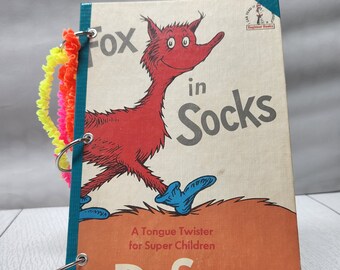 Fox
in
Socks
A Tongue Twister
for Super Children